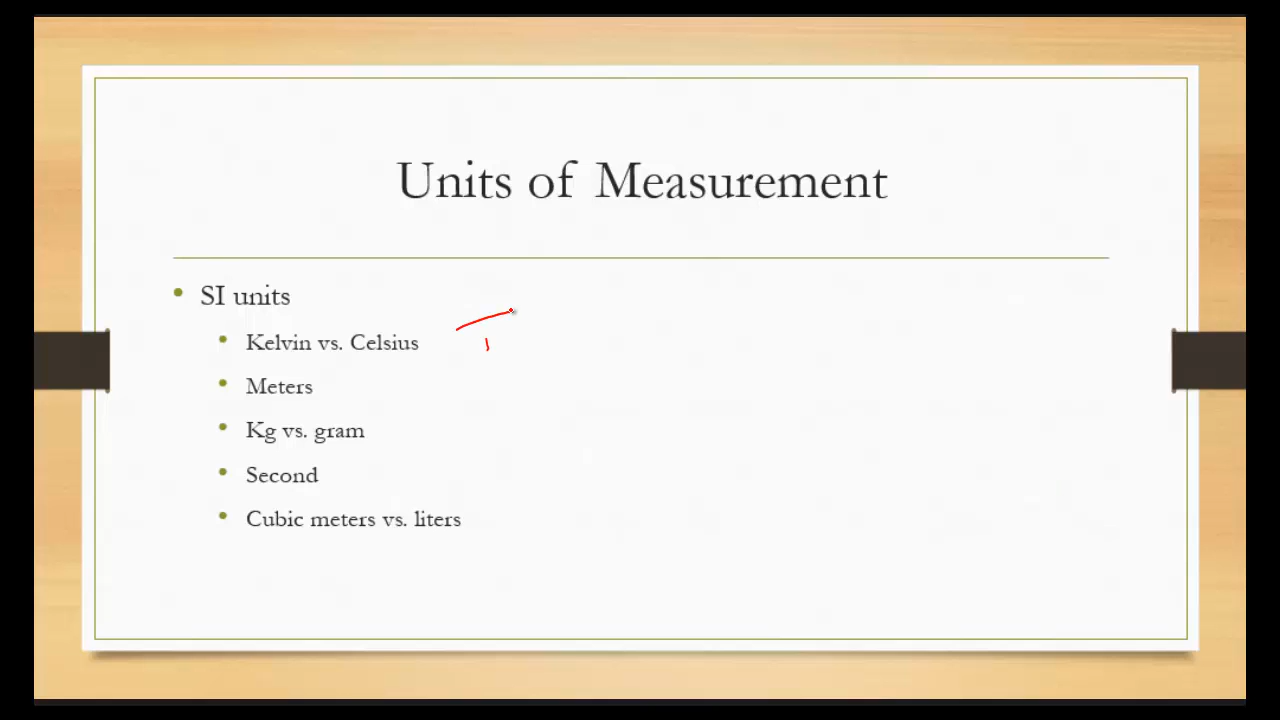 Units of Measurement
SI units
Kelvin vs. Celsius
Meters
Kg vs. gram
Second
Cubic meters vs. liters